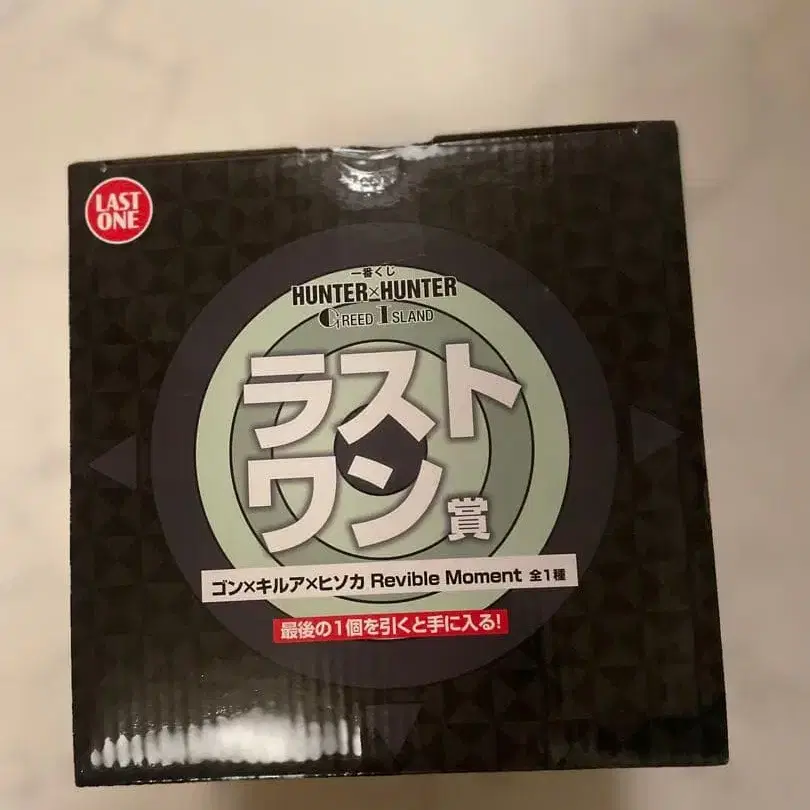 LAST
ONE
一番くじ
HUNTER×HUNTER
GREED ISLAND
ラスト
ワン賞
ゴン×キルア×ヒソカ Revible Moment 全1種
最後の1個を引くと手に入る!